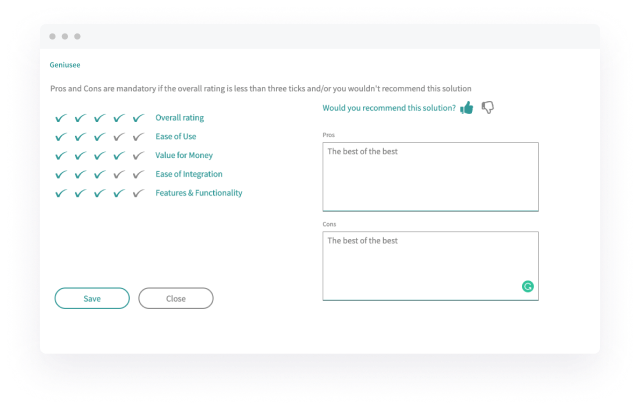 Geniusee
Pros and Cons are mandatory if the overall rating is less than three ticks and/or you wouldn't recommend this solution
Overall rating
Ease of Use
Value for Money
Ease of Integration
Features & Functionality
Save
Close
Would you recommend this solution?
Pros
The best of the best
Cons
The best of the best
G